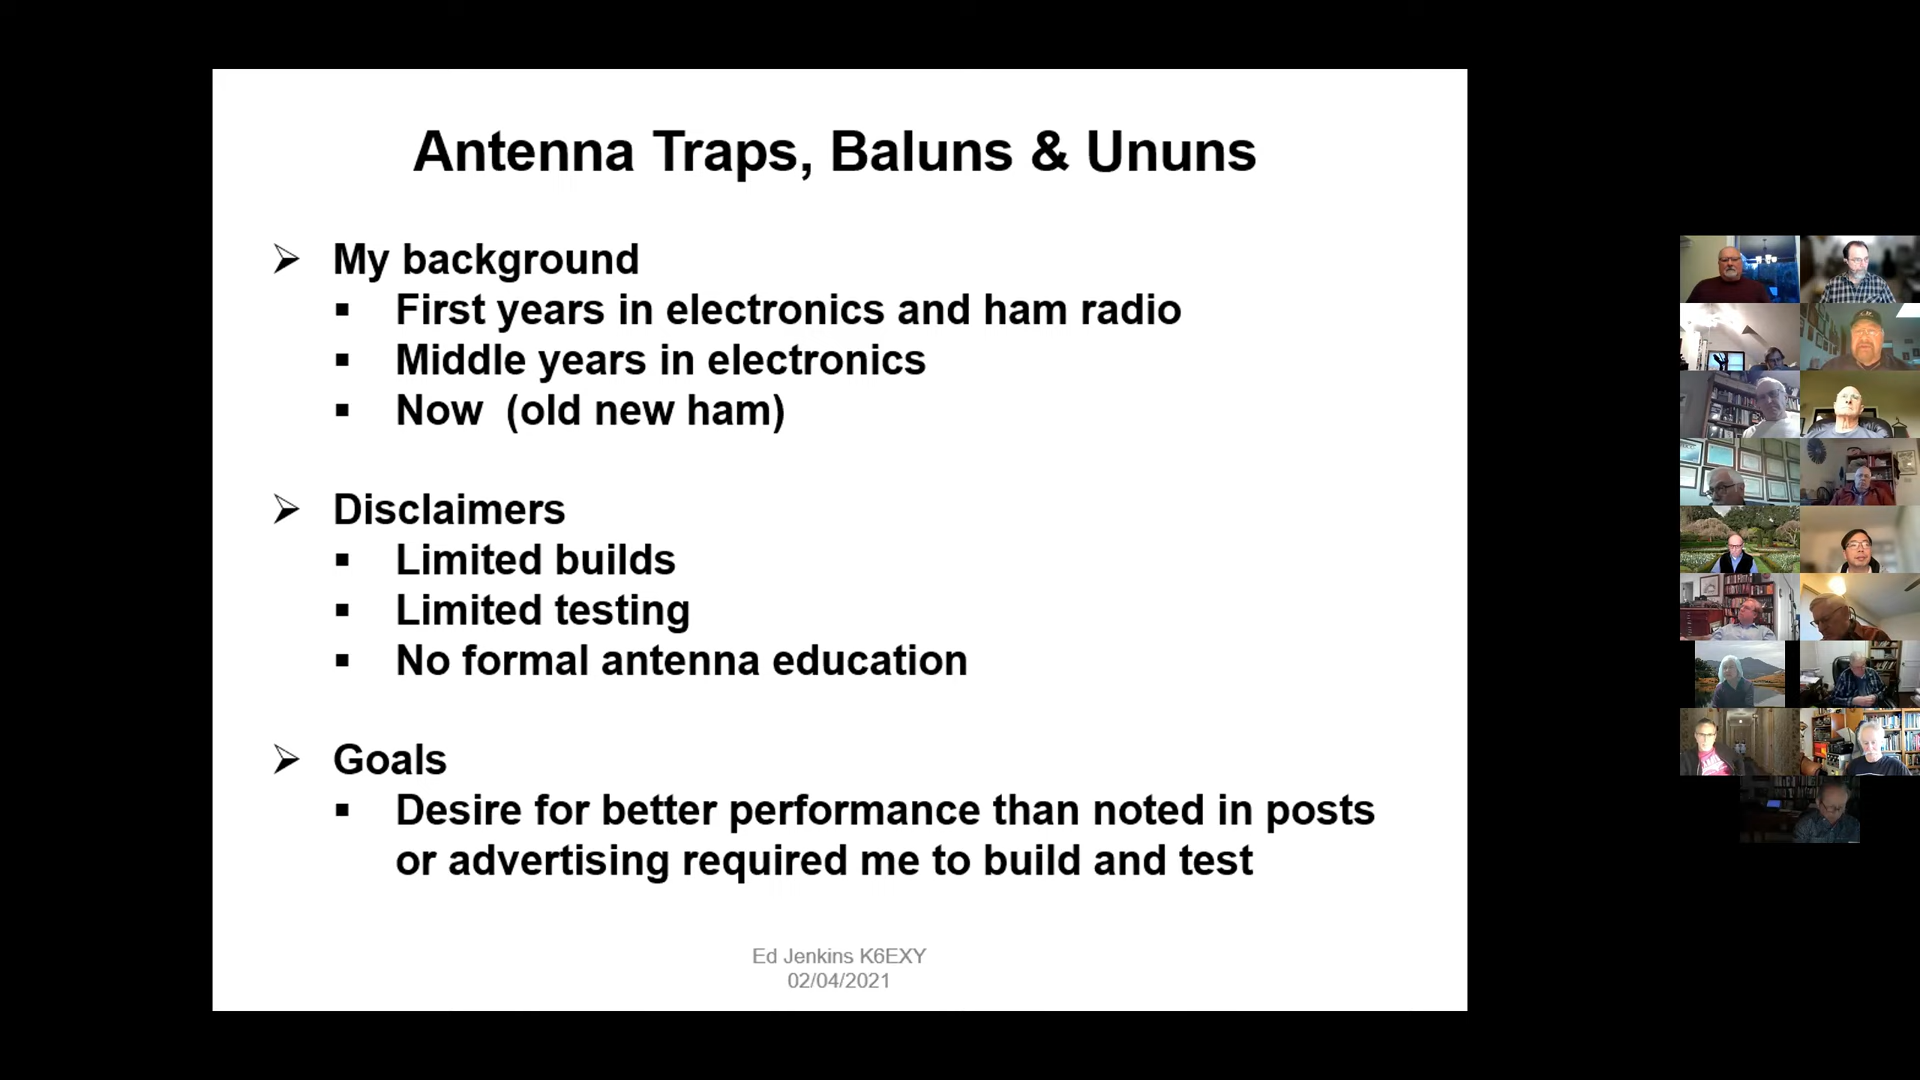 Antenna Traps, Baluns & Ununs
➢ My background
▪ First years in electronics and ham radio
▪ Middle years in electronics
▪ Now (old new ham)
➢ Disclaimers
▪ Limited builds
▪ Limited testing
▪ No formal antenna education
➢ Goals
▪ Desire for better performance than noted in posts
or advertising required me to build and test
Ed Jenkins K6EXY
02/04/2021